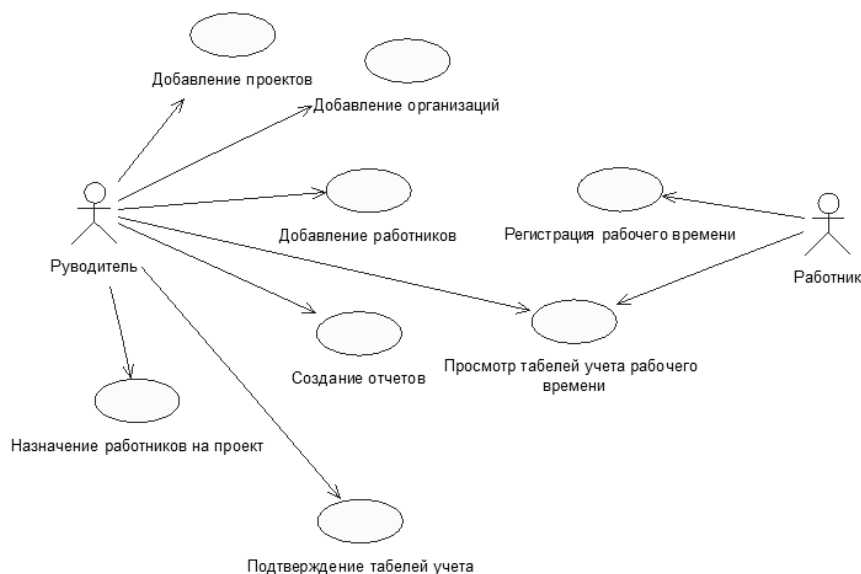 Добавление проектов
Добавление организаций
Добавление работников
Регистрация рабочего времени
Руводитель
Работник
Создание отчетов
Просмотр табелей учета рабочего
времени
Назначение работников на проект
Подтверждение табелей учета